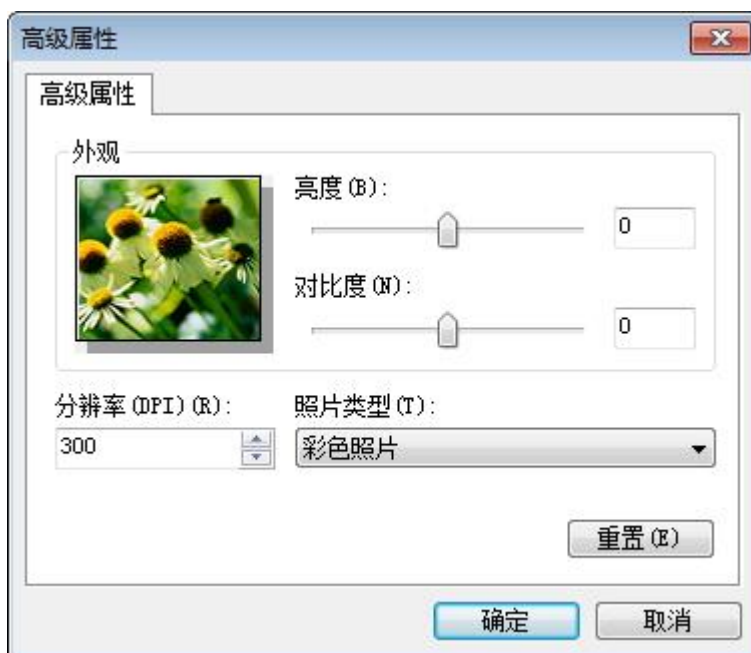 高级属性
高级属性
外观
亮度(B):
0
对比度(N):
0
分辨率(DPI)(R):
照片类型(T):
300
彩色照片
重置(E)
确定
取消